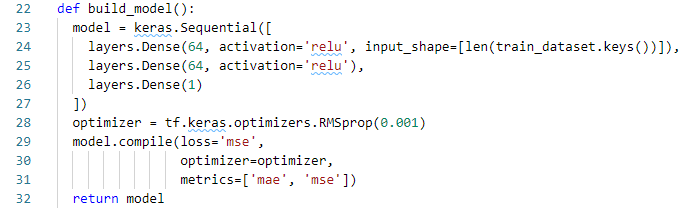 22 def build_model():
23   model = keras.Sequential([
24     layers.Dense(64, activation='relu', input_shape=[len(train_dataset.keys())]),
25     layers.Dense(64, activation='relu'),
26     layers.Dense(1)
27   ])
28   optimizer = tf.keras.optimizers.RMSprop(0.001)
29   model.compile(loss='mse',
30                 optimizer=optimizer,
31                 metrics=['mae', 'mse'])
32   return model